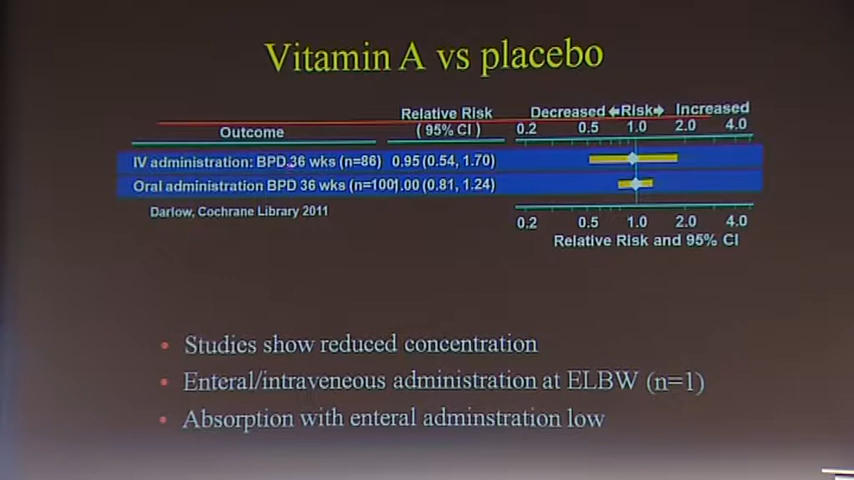 Vitamin A vs placebo
Relative Risk
Decreased ←Risk→ Increased
Outcome
( 95% CI )
0.2 0.5 1.0 2.0 4.0
IV administration: BPD 36 wks (n=86) 0.95 (0.54, 1.70)
Oral administration BPD 36 wks (n=100) 1.00 (0.81, 1.24)
Darlow, Cochrane Library 2011
0.2 0.5 1.0 2.0 4.0
Relative Risk and 95% CI
• Studies show reduced concentration
• Enteral/intraveneous administration at ELBW (n=1)
• Absorption with enteral adminstration low